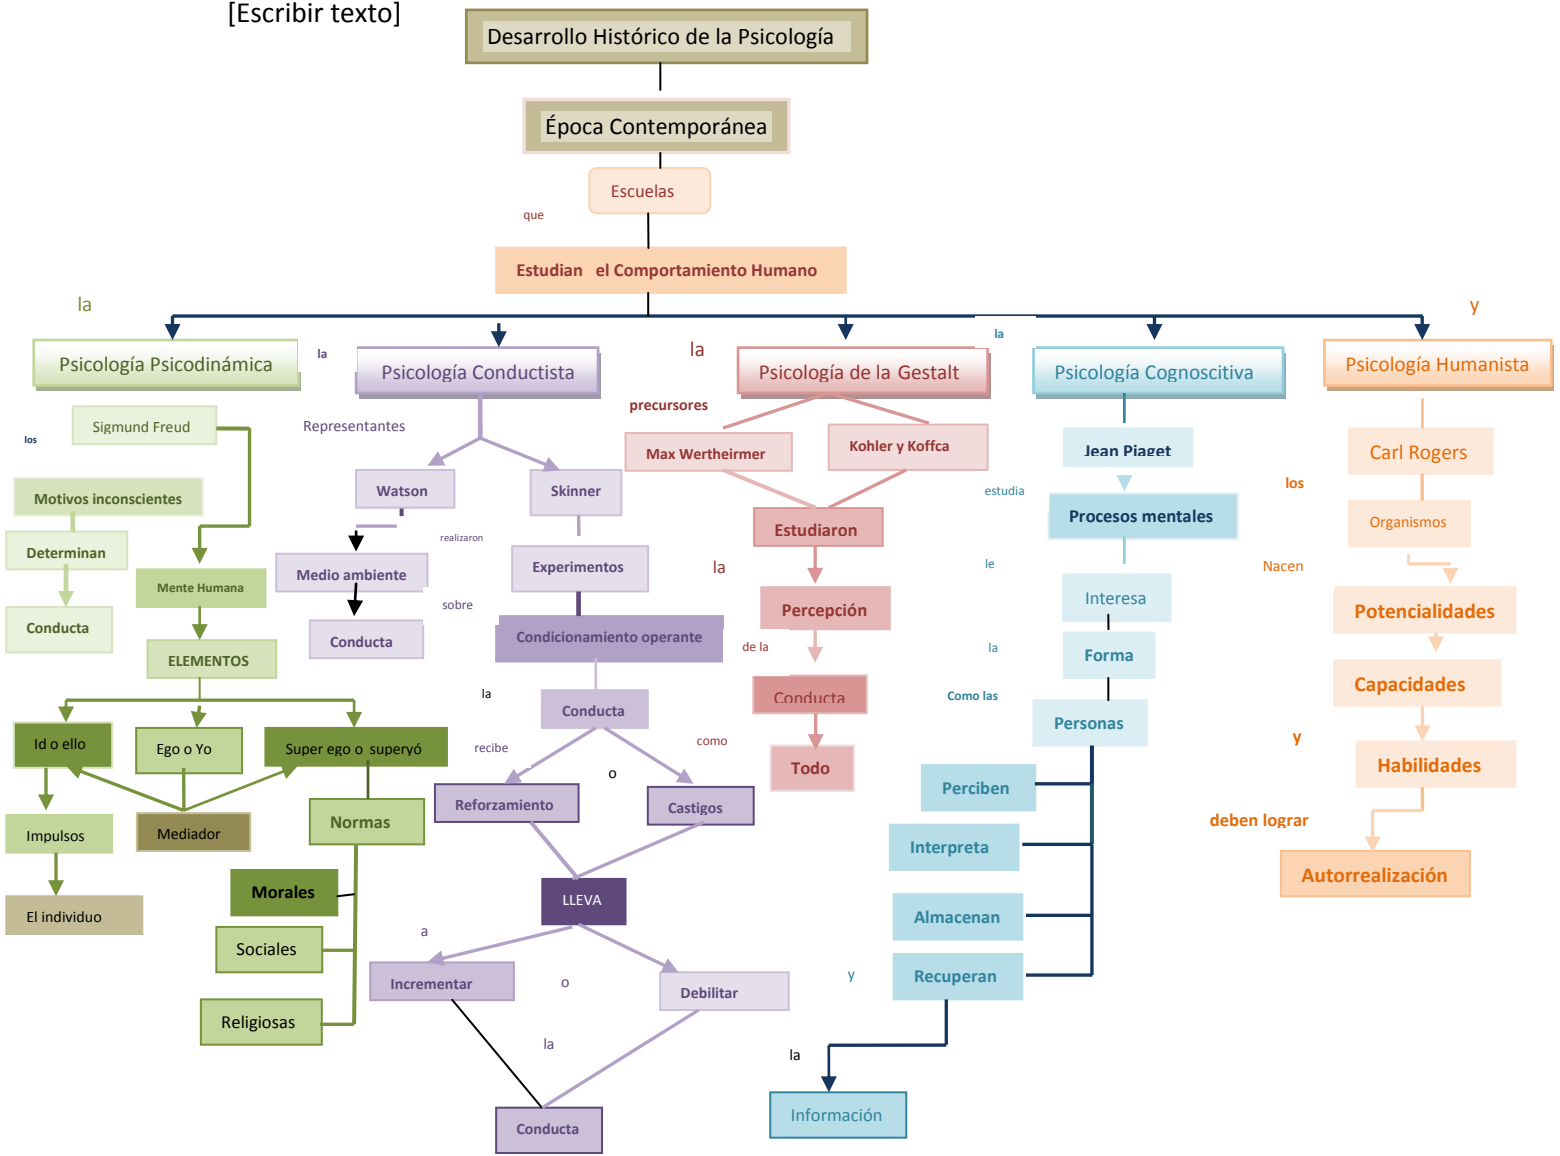 [Escribir texto]
Desarrollo Histórico de la Psicología
Época Contemporánea
Escuelas
que
Estudian el Comportamiento Humano
la
y
la
la
la
Psicología Psicodinámica
Psicología Conductista
Psicología de la Gestalt
Psicología Cognoscitiva
Psicología Humanista
Sigmund Freud
los
Motivos inconscientes
Determinan
Conducta
Mente Humana
ELEMENTOS
Id o ello
Ego o Yo
Super ego o superyó
Impulsos
Mediador
Normas
El individuo
Morales
Sociales
Religiosas
Representantes
Watson
Skinner
realizaron
Medio ambiente
Experimentos
sobre
Conducta
Condicionamiento operante
la
Conducta
recibe
o
Reforzamiento
Castigos
LLEVA
a
Incrementar
o
Debilitar
la
Conducta
precursores
Max Wertheirmer
Kohler y Koffca
Estudiaron
la
Percepción
de la
Conducta
como
Todo
Jean Piaget
estudia
Procesos mentales
le
Interesa
la
Forma
Como las
Personas
Perciben
Interpreta
Almacenan
y
Recuperan
la
Información
Carl Rogers
los
Organismos
Nacen
Potencialidades
Capacidades
y
Habilidades
deben lograr
Autorrealización